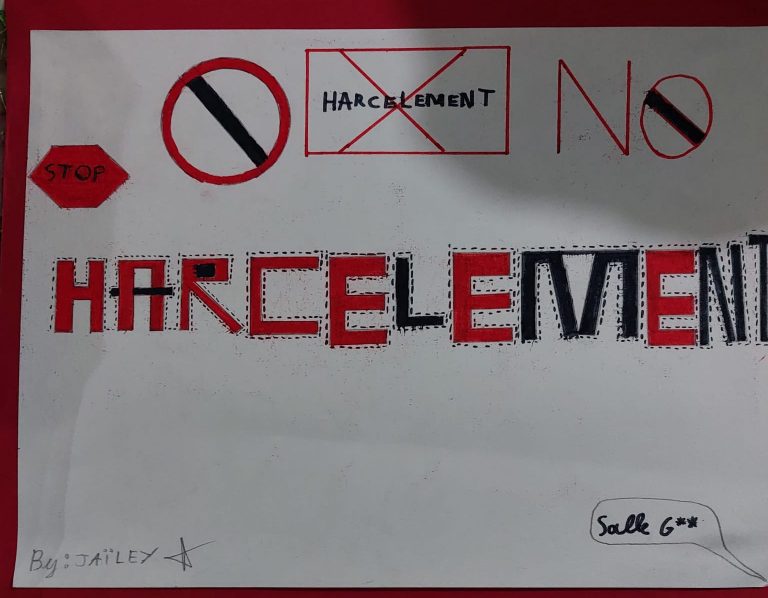 STOP
HARCELEMENT
NO
HARCELEMENT
Salle G**
By: JAÏLEY